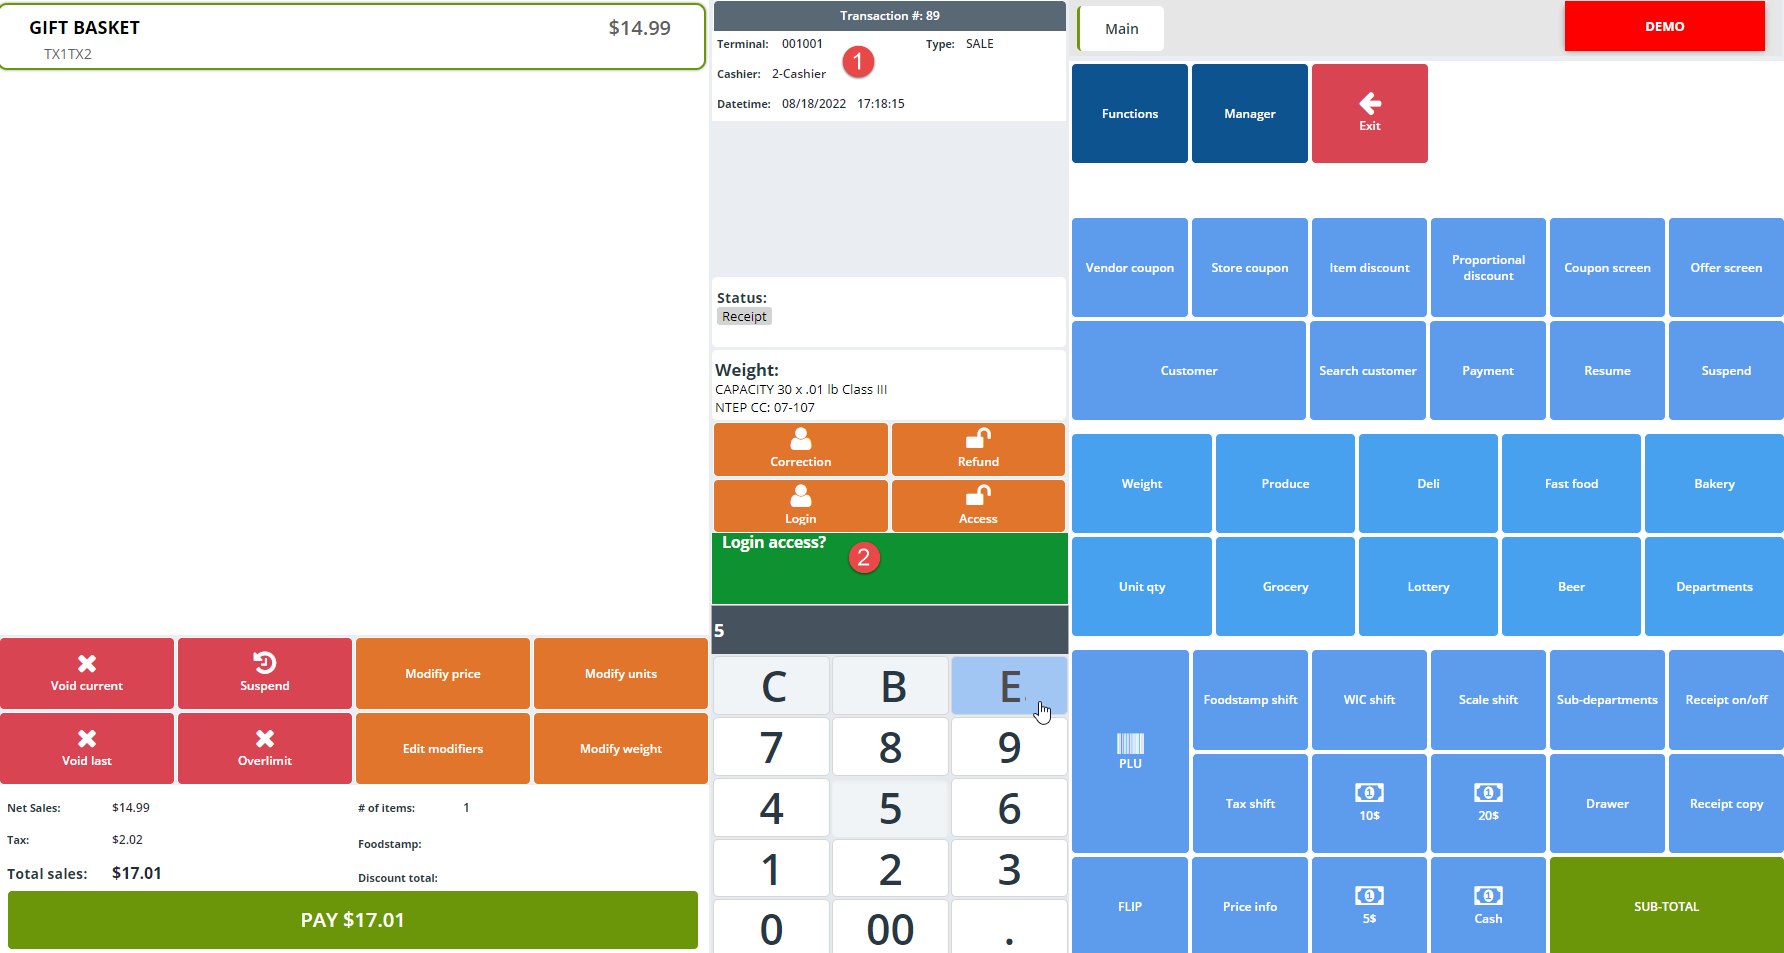 GIFT BASKET $14.99
TX1TX2
Void current
Suspend
Modifiy price
Modify units
Void last
Overlimit
Edit modifiers
Modify weight
Net Sales: $14.99
# of items: 1
Tax: $2.02
Foodstamp:
Total sales: $17.01
Discount total:
PAY $17.01
Transaction #: 89
Terminal: 001001 Type: SALE
1
Cashier: 2-Cashier
Datetime: 08/18/2022 17:18:15
Status:
Receipt
Weight:
CAPACITY 30 x .01 lb Class III
NTEP CC: 07-107
Correction
Refund
Login
Access
Login access?
2
5
C B E
7 8 9
4 5 6
1 2 3
0 00 .
Main
DEMO
Functions
Manager
Exit
Vendor coupon
Store coupon
Item discount
Proportional
discount
Coupon screen
Offer screen
Customer
Search customer
Payment
Resume
Suspend
Weight
Produce
Deli
Fast food
Bakery
Unit qty
Grocery
Lottery
Beer
Departments
PLU
Foodstamp shift
WIC shift
Scale shift
Sub-departments
Receipt on/off
Tax shift
1
10$
1
20$
Drawer
Receipt copy
FLIP
Price info
1
5$
1
Cash
SUB-TOTAL